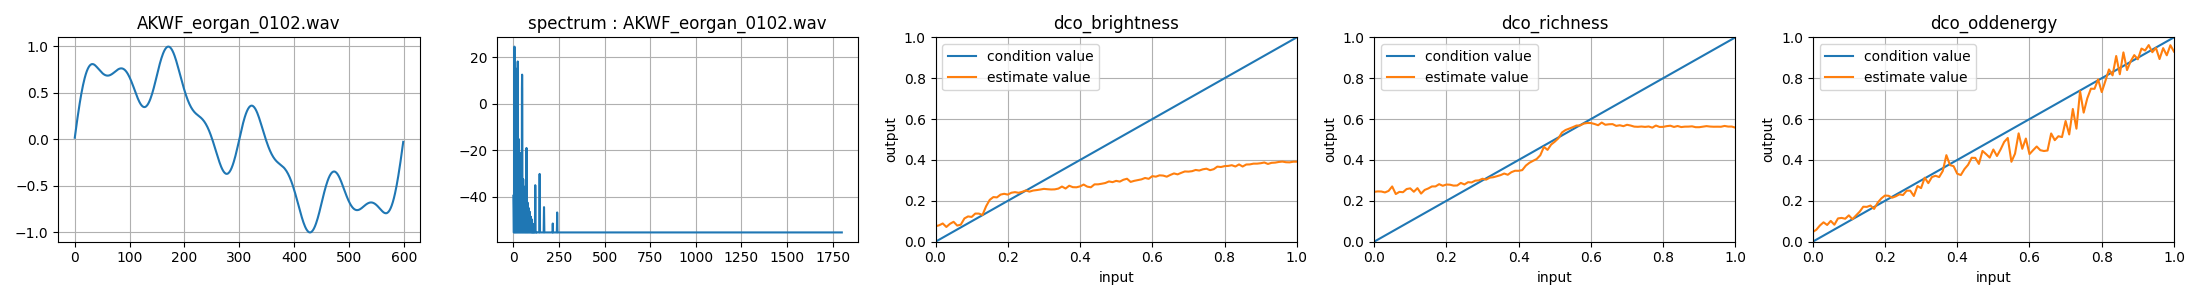 AKWF_eorgan_0102.wav
1.0
0.5
0.0
−0.5
−1.0
0 100 200 300 400 500 600
spectrum : AKWF_eorgan_0102.wav
20
0
−20
−40
0 250 500 750 1000 1250 1500 1750
dco_brightness
condition value
estimate value
output
1.0
0.8
0.6
0.4
0.2
0.0
0.0 0.2 0.4 0.6 0.8 1.0
input
dco_richness
condition value
estimate value
output
1.0
0.8
0.6
0.4
0.2
0.0
0.0 0.2 0.4 0.6 0.8 1.0
input
dco_oddenergy
condition value
estimate value
output
1.0
0.8
0.6
0.4
0.2
0.0
0.0 0.2 0.4 0.6 0.8 1.0
input